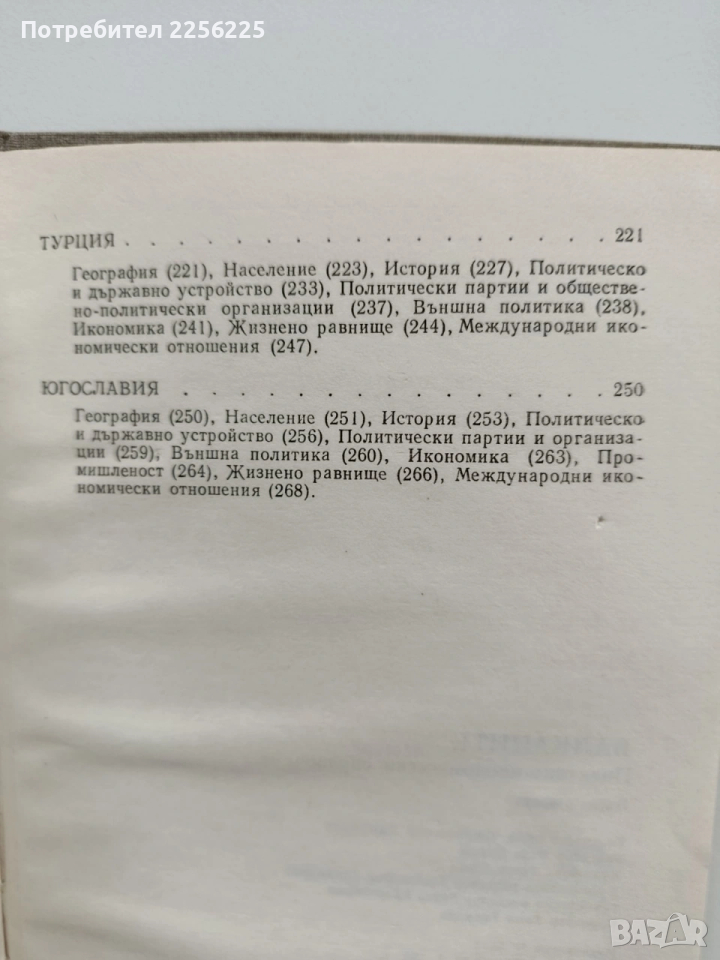 Потребител 2256225
ТУРЦИЯ . . . . . . . . . . . . . . . . . . 221
География (221), Население (223), История (227), Политическо
и държавно устройство (233), Политически партии и обществе-
но-политически организации (237), Външна политика (238),
Икономика (241), Жизнено равнище (244), Международни ико-
номически отношения (247).
ЮГОСЛАВИЯ . . . . . . . . . . . . . . . 250
География (250), Население (251), История (253), Политическо
и държавно устройство (256), Политически партии и организа-
ции (259), Външна политика (260), Икономика (263), Про-
мишленост (264), Жизнено равнище (266), Международни ико-
номически отношения (268).
BAZAR